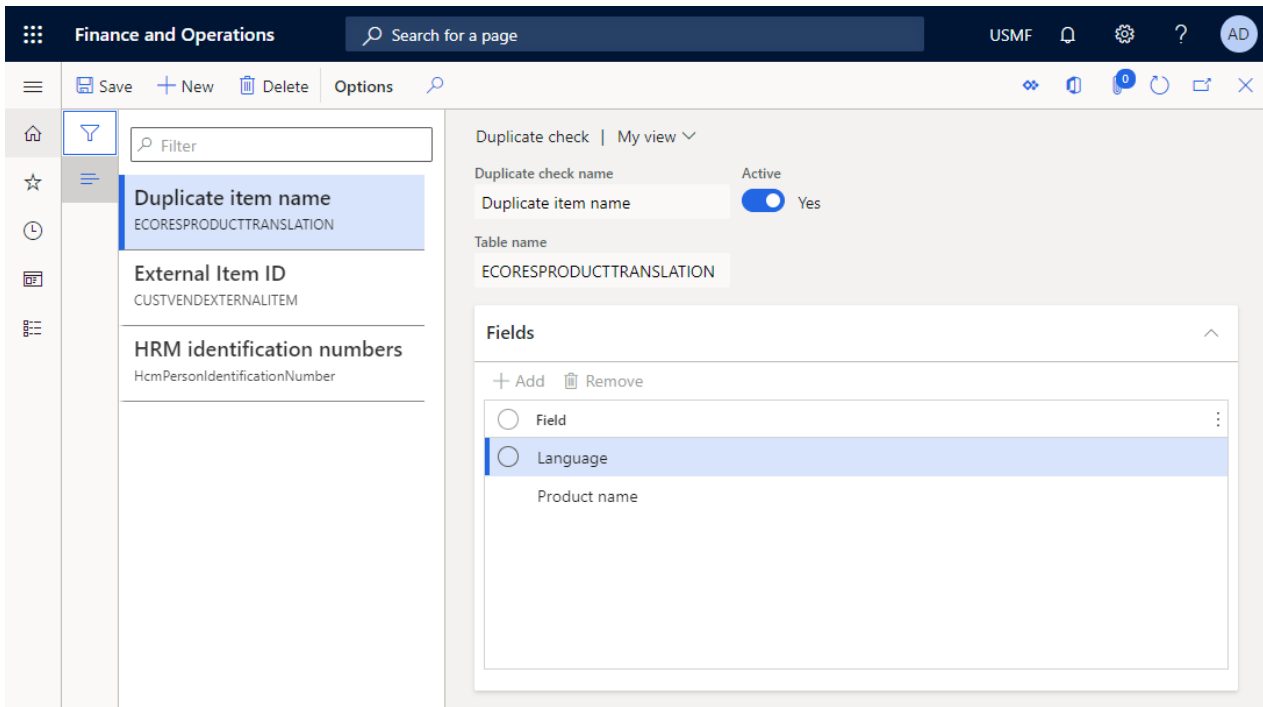 Finance and Operations
Search for a page
USMF
AD
Save
New
Delete
Options
0
Filter
Duplicate item name
ECORESPRODUCTTRANSLATION
External Item ID
CUSTVENDEXTERNALITEM
HRM identification numbers
HcmPersonIdentificationNumber
Duplicate check | My view
Duplicate check name
Active
Duplicate item name
Yes
Table name
ECORESPRODUCTTRANSLATION
Fields
Add
Remove
Field
Language
Product name